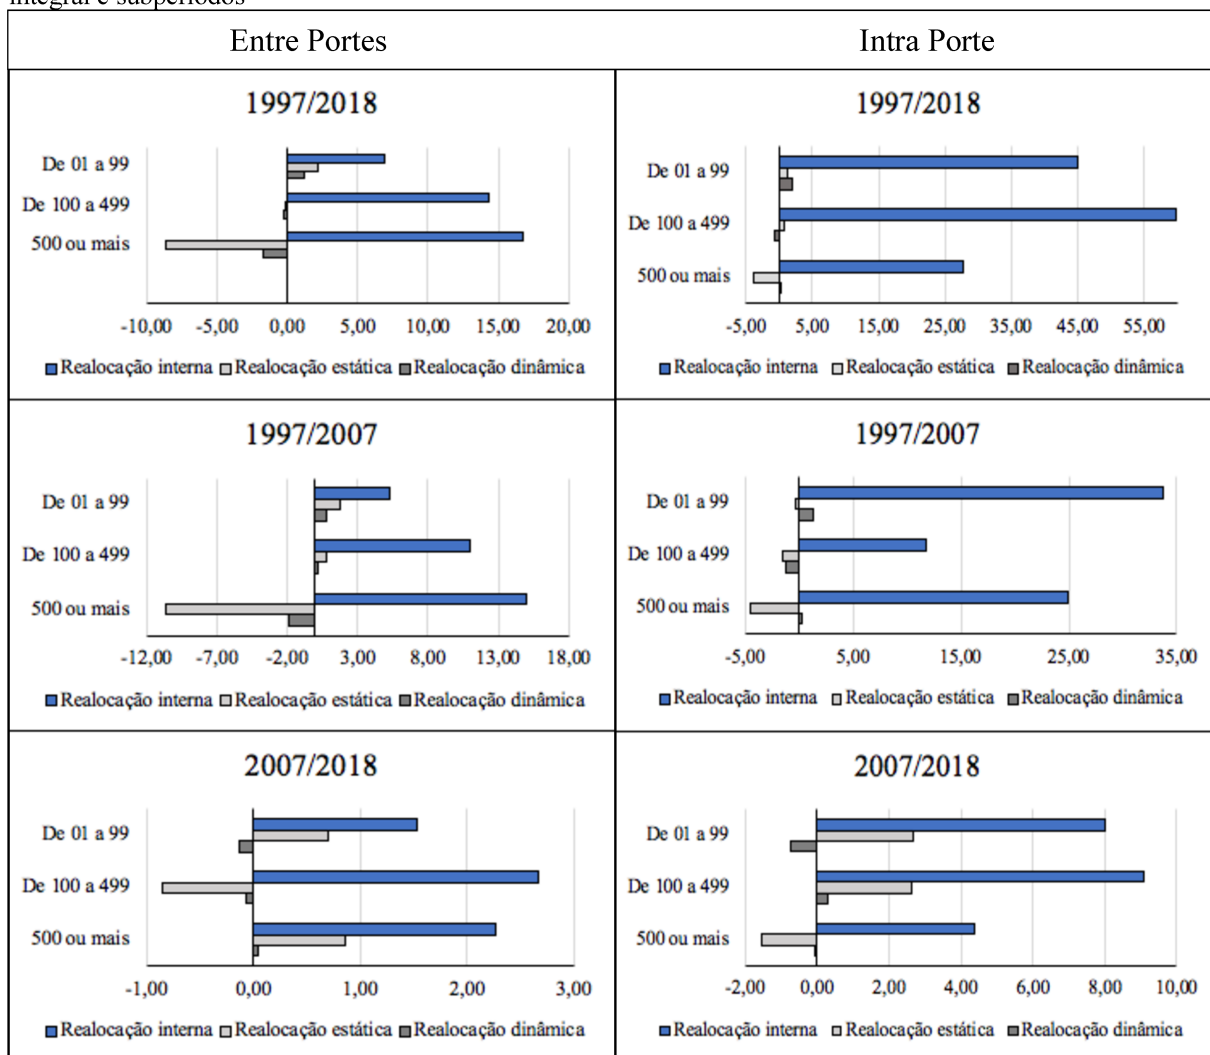 integral e subperíodos
Entre Portes
Intra Porte
1997/2018
De 01 a 99
De 100 a 499
500 ou mais
-10,00 -5,00 0,00 5,00 10,00 15,00 20,00
Realocação interna Realocação estática Realocação dinâmica
1997/2018
De 01 a 99
De 100 a 499
500 ou mais
-5,00 5,00 15,00 25,00 35,00 45,00 55,00
Realocação interna Realocação estática Realocação dinâmica
1997/2007
De 01 a 99
De 100 a 499
500 ou mais
-12,00 -7,00 -2,00 3,00 8,00 13,00 18,00
Realocação interna Realocação estática Realocação dinâmica
1997/2007
De 01 a 99
De 100 a 499
500 ou mais
-5,00 5,00 15,00 25,00 35,00
Realocação interna Realocação estática Realocação dinâmica
2007/2018
De 01 a 99
De 100 a 499
500 ou mais
-1,00 0,00 1,00 2,00 3,00
Realocação interna Realocação estática Realocação dinâmica
2007/2018
De 01 a 99
De 100 a 499
500 ou mais
-2,00 0,00 2,00 4,00 6,00 8,00 10,00
Realocação interna Realocação estática Realocação dinâmica